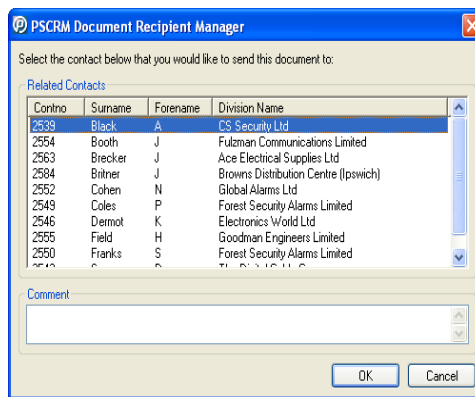 PSCRM Document Recipient Manager
Select the contact below that you would like to send this document to:
Related Contacts
Contno Surname Forename Division Name
2539 Black A CS Security Ltd
2554 Booth J Fulzman Communications Limited
2563 Brecker J Ace Electrical Supplies Ltd
2584 Britner J Browns Distribution Centre (Ipswich)
2552 Cohen N Global Alarms Ltd
2549 Coles P Forest Security Alarms Limited
2546 Dermot K Electronics World Ltd
2555 Field H Goodman Engineers Limited
2550 Franks S Forest Security Alarms Limited
Comment
OK Cancel